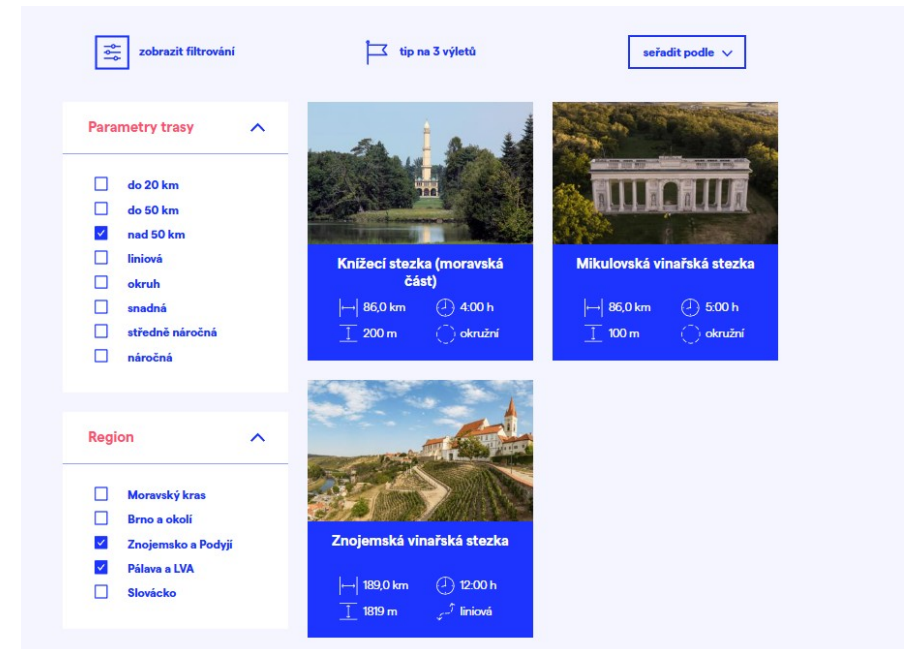 zobrazit filtrování
tip na 3 výletů
seřadit podle
Parametry trasy
do 20 km
do 50 km
nad 50 km
liniová
okruh
snadná
středně náročná
náročná
Region
Moravský kras
Brno a okolí
Znojemsko a Podyjí
Pálava a LVA
Slovácko
Knížecí stezka (moravská
část)
86,0 km 4:00 h
200 m okružní
Mikulovská vinařská stezka
86,0 km 5:00 h
100 m okružní
Znojemská vinařská stezka
189,0 km 12:00 h
1819 m liniová